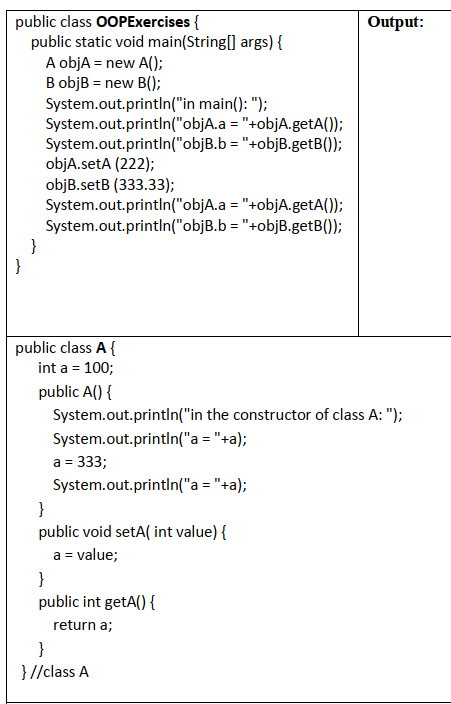 public class OOPExercises {
public static void main(String[] args) {
A objA = new A();
B objB = new B();
System.out.println("in main(): ");
System.out.println("objA.a = "+objA.getA());
System.out.println("objB.b = "+objB.getB());
objA.setA (222);
objB.setB (333.33);
System.out.println("objA.a = "+objA.getA());
System.out.println("objB.b = "+objB.getB());
}
}
Output:
public class A {
int a = 100;
public A() {
System.out.println("in the constructor of class A: ");
System.out.println("a = "+a);
a = 333;
System.out.println("a = "+a);
}
public void setA( int value) {
a = value;
}
public int getA() {
return a;
}
} //class A